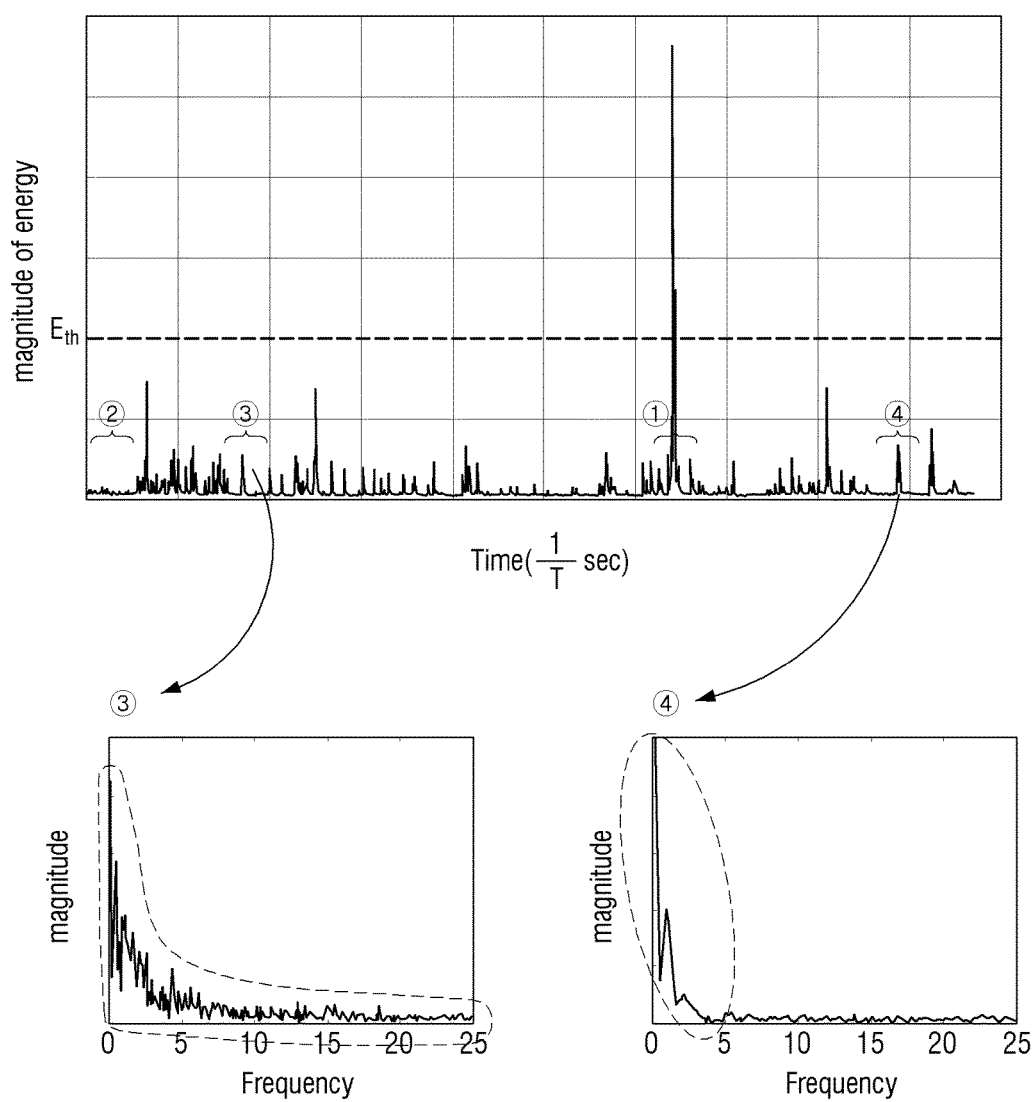 magnitude of energy
Eth
②
③
①
④
Time(1/T sec)
③
④
magnitude
0 5 10 15 20 25
Frequency
magnitude
0 5 10 15 20 25
Frequency